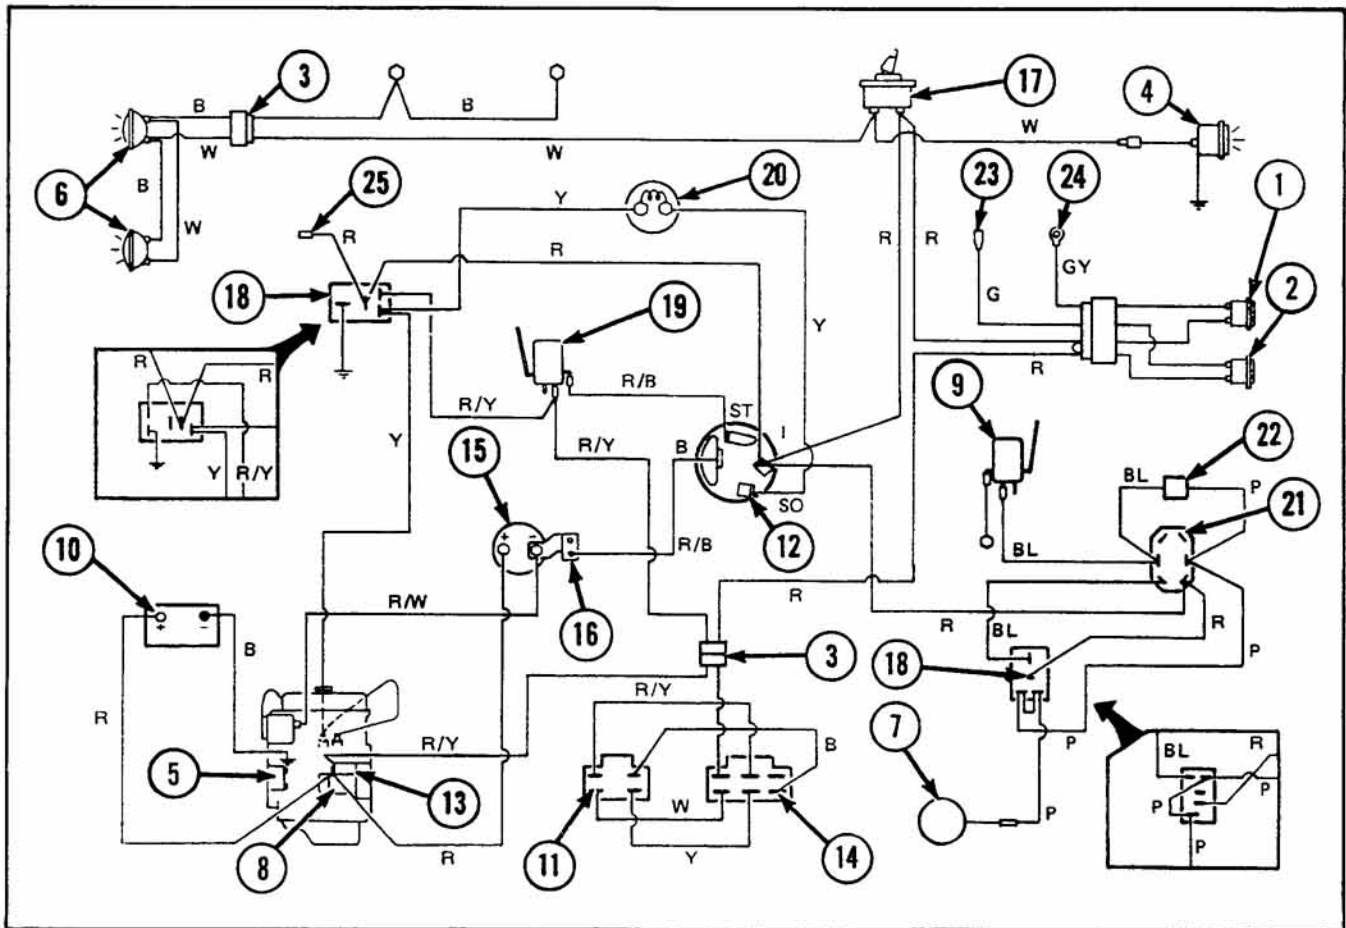 3
17
4
B
B
W
W
W
6
B
W
25
R
Y
20
23
24
1
R
R
R
GY
G
2
18
19
Y
R
R
R/B
ST
I
9
R/Y
Y
R/Y
Y
R/Y
15
B
SO
22
BL
P
21
10
12
R/B
BL
+
-
R/W
16
R
R
BL
R
P
+
-
B
3
18
R
R/Y
A
R/Y
B
7
P
BL
R
5
13
W
P
P
P
8
R
11
Y
14
P